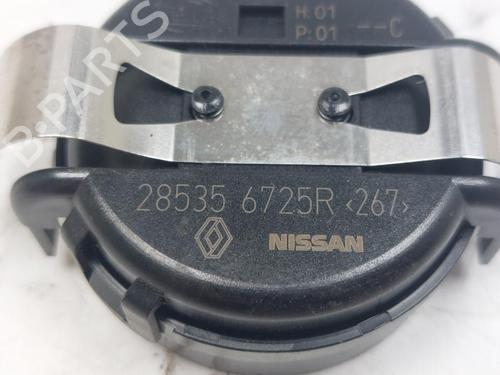 H:01
P:01 --C
B-PARTS
28535 6725R <267>
NISSAN